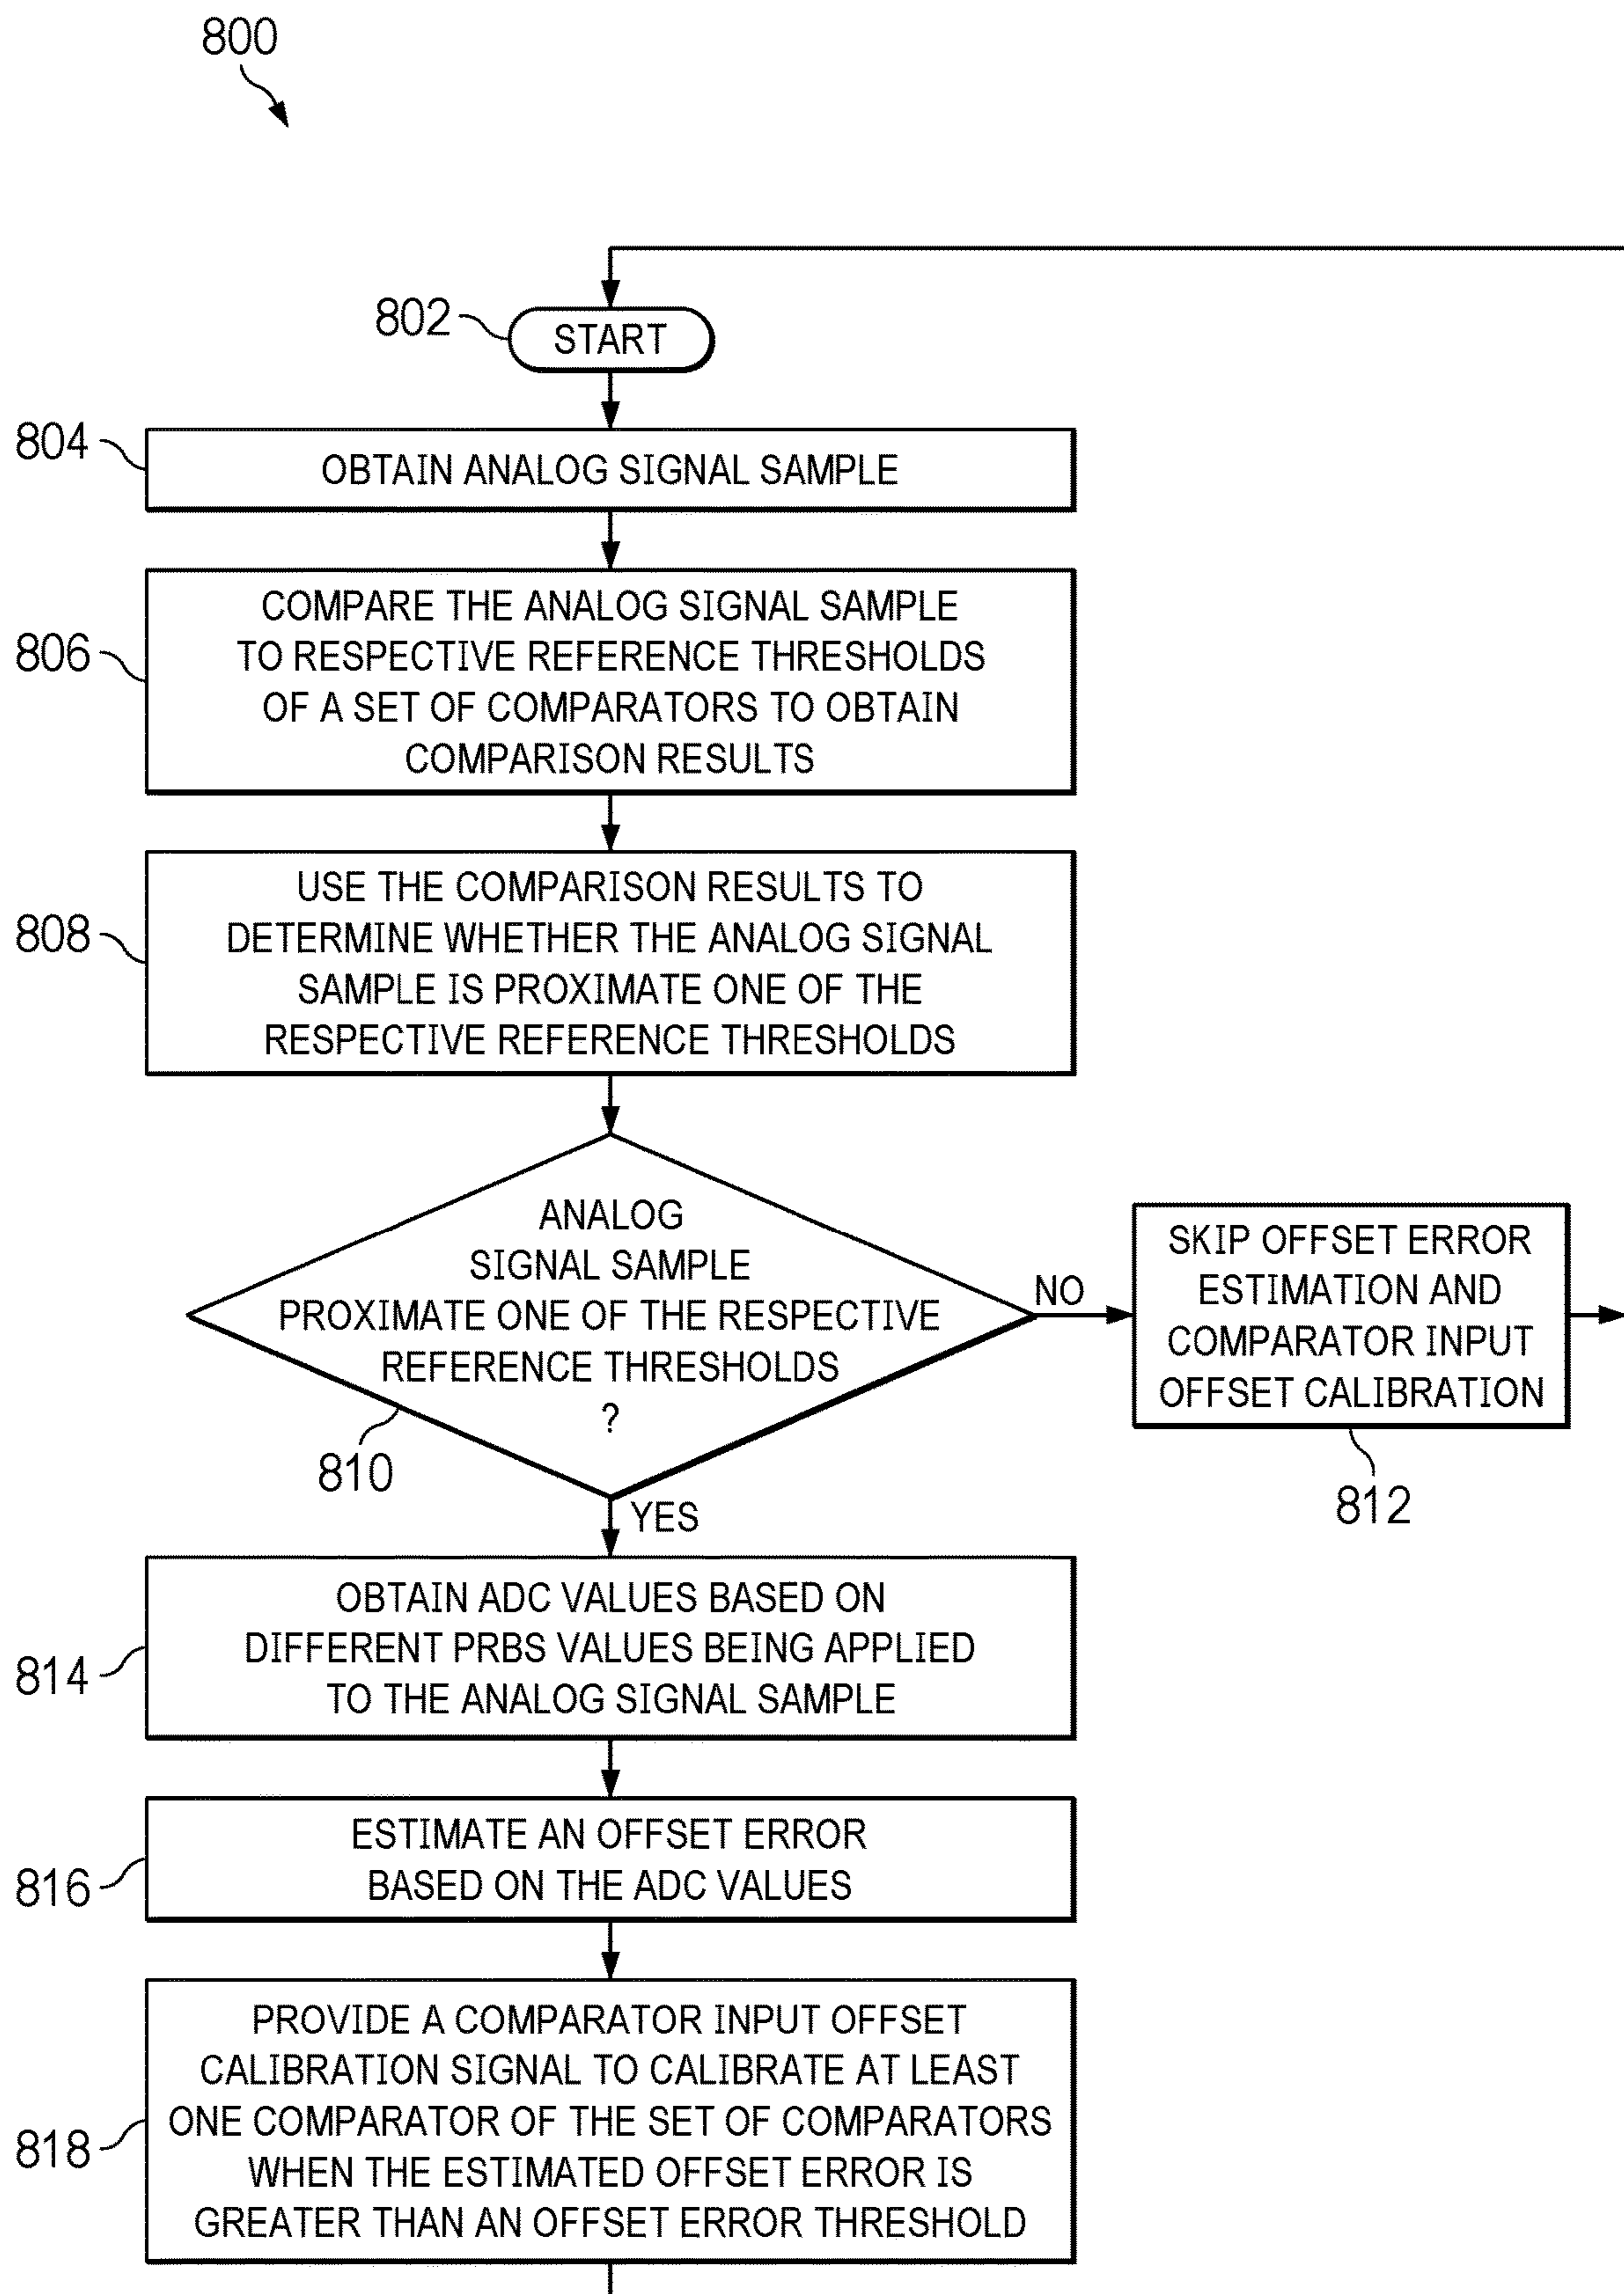 800
802
START
804
OBTAIN ANALOG SIGNAL SAMPLE
806
COMPARE THE ANALOG SIGNAL SAMPLE
TO RESPECTIVE REFERENCE THRESHOLDS
OF A SET OF COMPARATORS TO OBTAIN
COMPARISON RESULTS
808
USE THE COMPARISON RESULTS TO
DETERMINE WHETHER THE ANALOG SIGNAL
SAMPLE IS PROXIMATE ONE OF THE
RESPECTIVE REFERENCE THRESHOLDS
ANALOG
SIGNAL SAMPLE
PROXIMATE ONE OF THE RESPECTIVE
REFERENCE THRESHOLDS
?
810
NO
SKIP OFFSET ERROR
ESTIMATION AND
COMPARATOR INPUT
OFFSET CALIBRATION
812
YES
814
OBTAIN ADC VALUES BASED ON
DIFFERENT PRBS VALUES BEING APPLIED
TO THE ANALOG SIGNAL SAMPLE
816
ESTIMATE AN OFFSET ERROR
BASED ON THE ADC VALUES
818
PROVIDE A COMPARATOR INPUT OFFSET
CALIBRATION SIGNAL TO CALIBRATE AT LEAST
ONE COMPARATOR OF THE SET OF COMPARATORS
WHEN THE ESTIMATED OFFSET ERROR IS
GREATER THAN AN OFFSET ERROR THRESHOLD